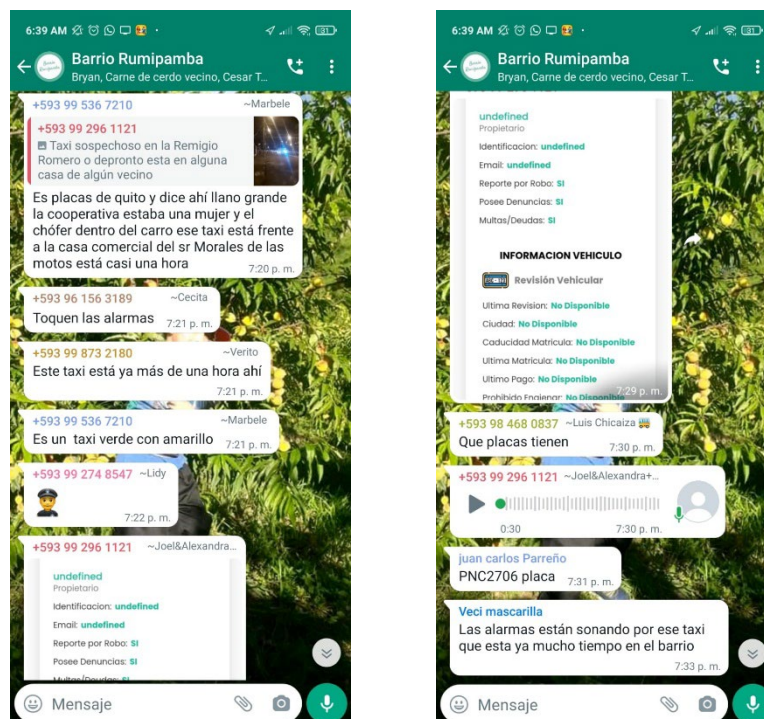 6:39 AM
31
Barrio Rumipamba
Bryan, Carne de cerdo vecino, Cesar T...
+593 99 536 7210 ~Marbele
+593 99 296 1121
Taxi sospechoso en la Remigio
Romero o depronto esta en alguna
casa de algún vecino
Es placas de quito y dice ahí llano grande
la cooperativa estaba una mujer y el
chófer dentro del carro ese taxi está frente
a la casa comercial del sr Morales de las
motos está casi una hora
7:20 p. m.
+593 96 156 3189 ~Cecita
Toquen las alarmas 7:21 p. m.
+593 99 873 2180 ~Verito
Este taxi está ya más de una hora ahí
7:21 p. m.
+593 99 536 7210 ~Marbele
Es un taxi verde con amarillo 7:21 p. m.
+593 99 274 8547 ~Lidy
7:22 p. m.
+593 99 296 1121 ~Joel&Alexandra...
undefined
Propietario
Identificacion: undefined
Email: undefined
Reporte por Robo: SI
Posee Denuncias: SI
Multas/Deudas: SI
Mensaje
6:39 AM
31
Barrio Rumipamba
Bryan, Carne de cerdo vecino, Cesar T...
undefined
Propietario
Identificacion: undefined
Email: undefined
Reporte por Robo: SI
Posee Denuncias: SI
Multas/Deudas: SI
INFORMACION VEHICULO
Revisión Vehicular
Ultima Revision: No Disponible
Ciudad: No Disponible
Caducidad Matricula: No Disponible
Ultima Matricula: No Disponible
Ultimo Pago: No Disponible
7:29 p. m.
Prohibido Enajenar: No Disponible
+593 98 468 0837 ~Luis Chicaiza
Que placas tienen 7:30 p. m.
+593 99 296 1121 ~Joel&Alexandra+...
0:30 7:30 p. m.
juan carlos Parreño
PNC2706 placa 7:31 p. m.
Veci mascarilla
Las alarmas están sonando por ese taxi
que esta ya mucho tiempo en el barrio
7:33 p. m.
Mensaje